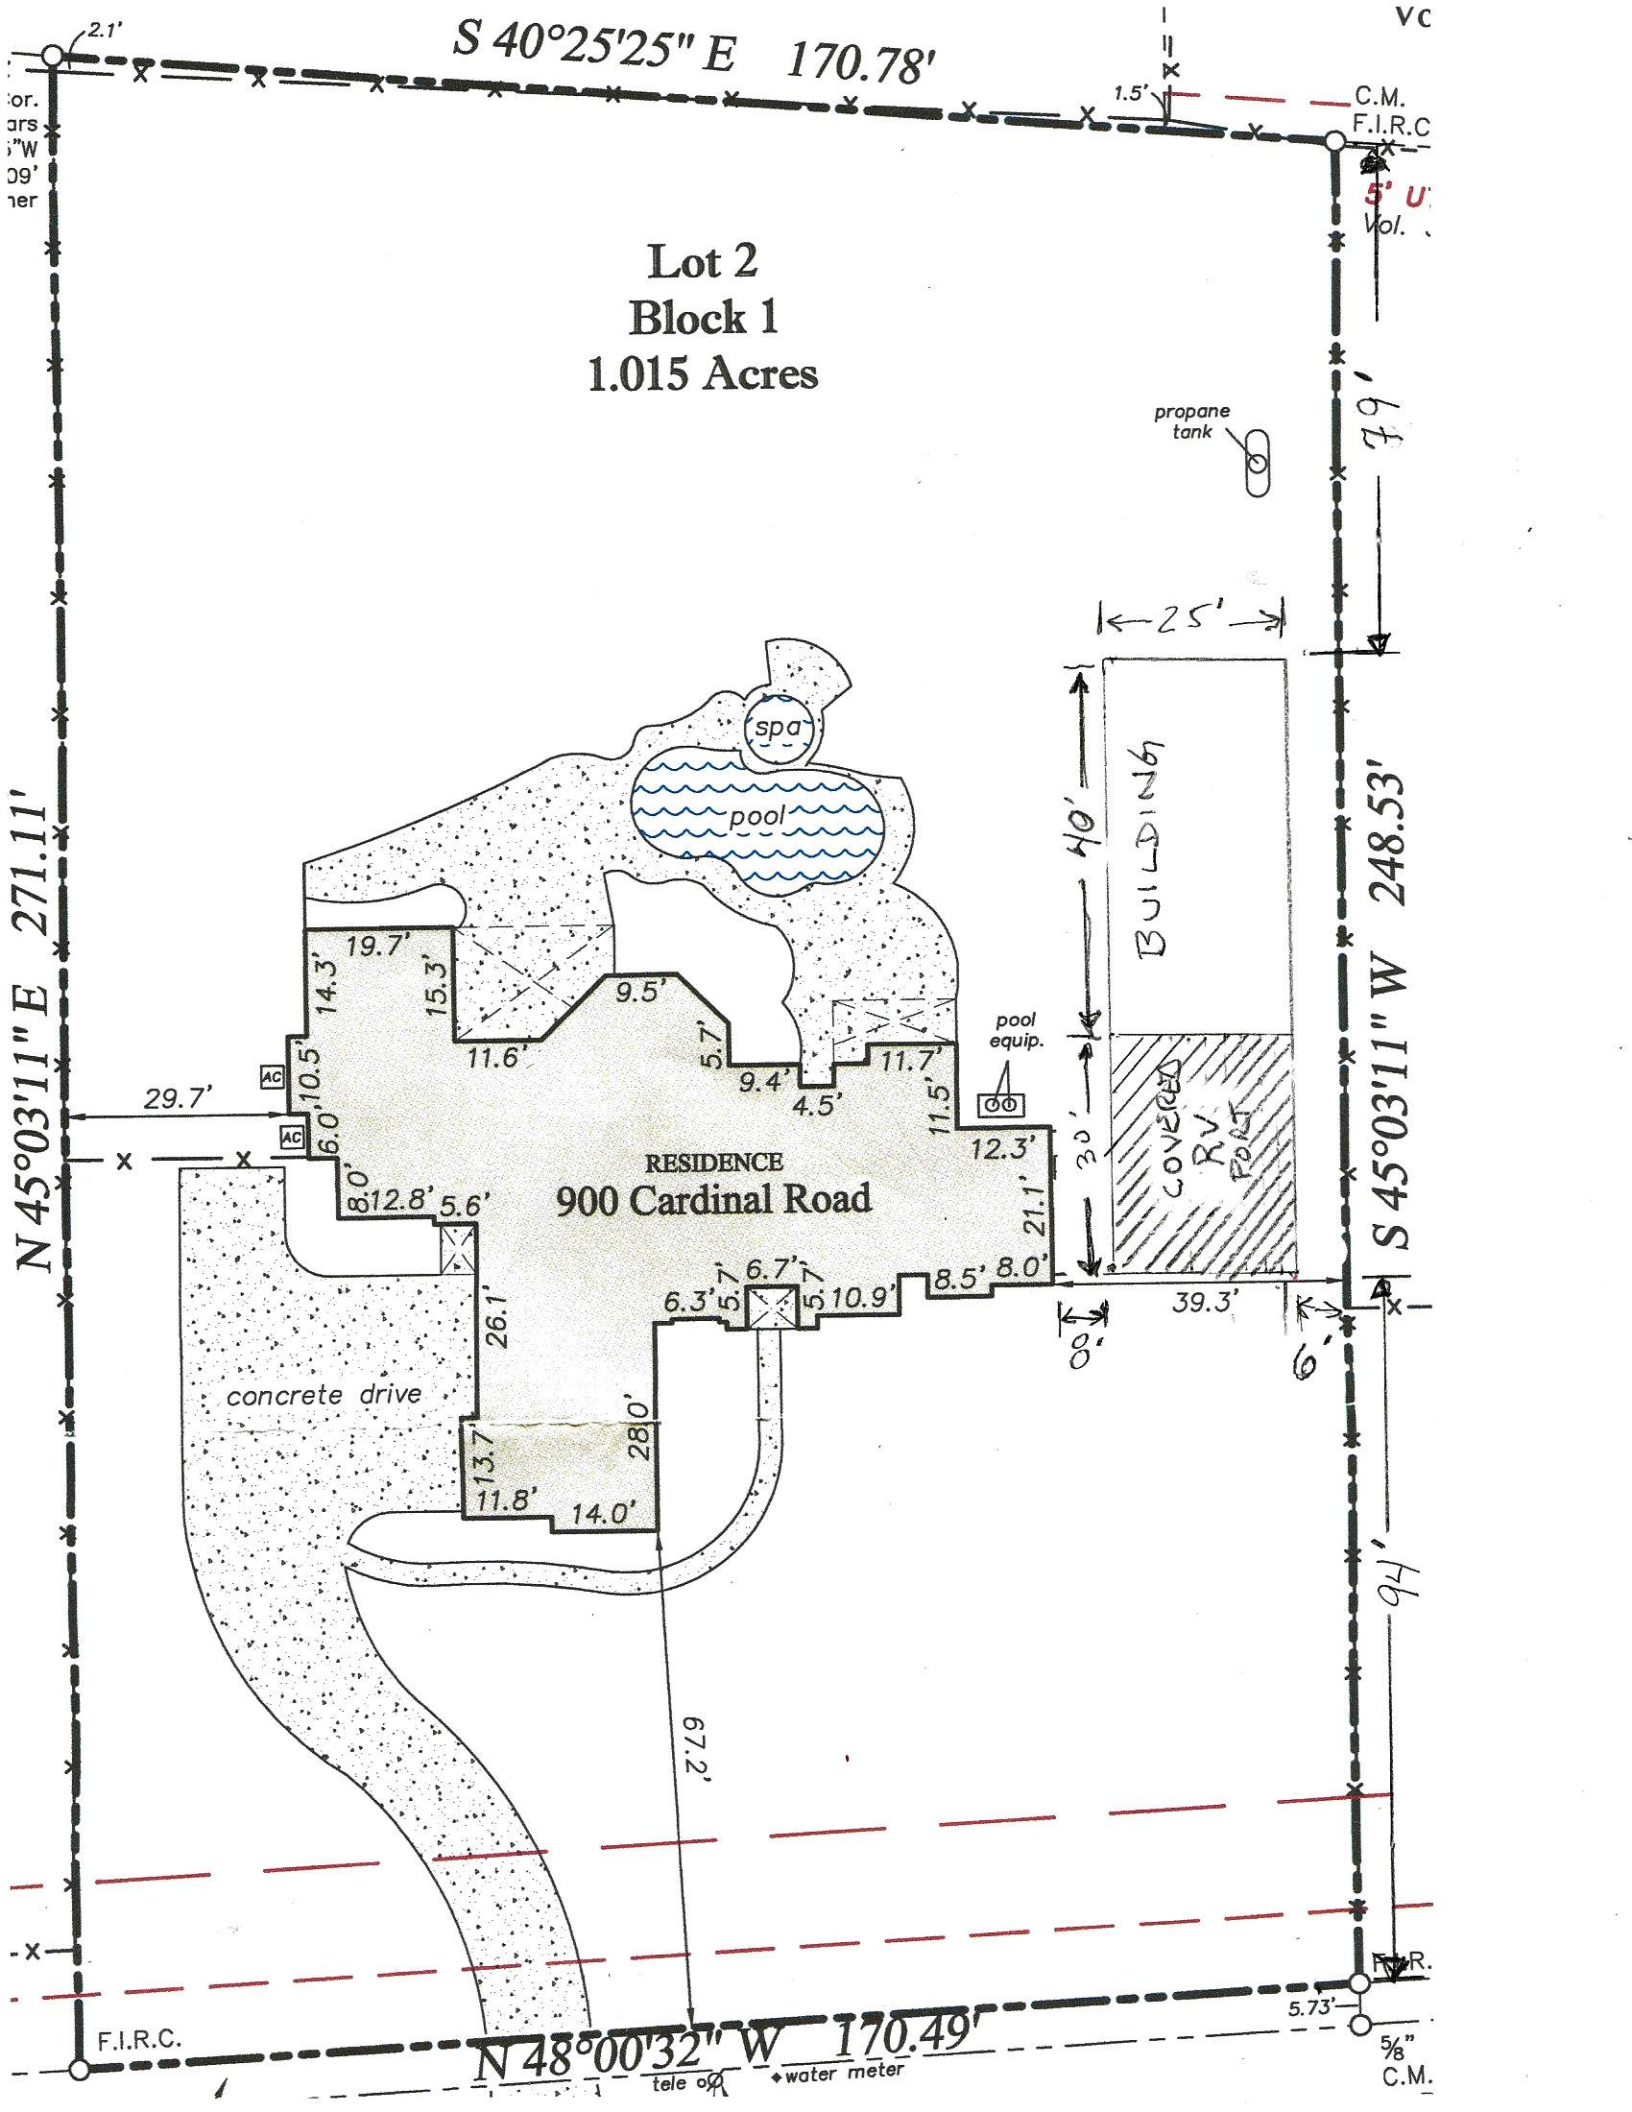 2.1'
S 40°25'25" E 170.78'
1.5'
C.M.
F.I.R.C
or.
ars
"W
09'
ner
5' U
Vol.
Lot 2
Block 1
1.015 Acres
propane
tank
79'
25'
spa
pool
40'
BUILDING
N 45°03'11" E 271.11'
S 45°03'11" W 248.53'
19.7'
14.3'
15.3'
9.5'
11.6'
5.7'
9.4'
4.5'
11.7'
11.5'
pool
equip.
12.3'
AC
10.5'
29.7'
AC
6.0'
8.0'
12.8'
5.6'
RESIDENCE
900 Cardinal Road
21.1'
30'
COVERED
RV
PORT
6.3'
5.7'
6.7'
5.7'
10.9'
8.5'
8.0'
39.3'
8'
6'
26.1'
concrete drive
28.0'
13.7'
11.8'
14.0'
94'
67.2'
F.I.R.
5.73'
F.I.R.C.
N 48°00'32" W 170.49'
tele
water meter
5/8"
C.M.